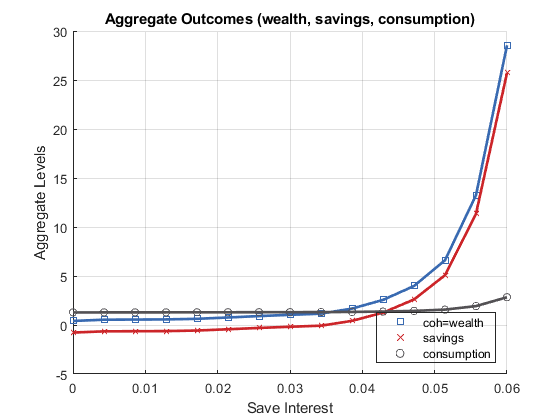 Aggregate Outcomes (wealth, savings, consumption)
30
25
20
15
10
5
0
-5
Aggregate Levels
0 0.01 0.02 0.03 0.04 0.05 0.06
Save Interest
coh=wealth
savings
consumption